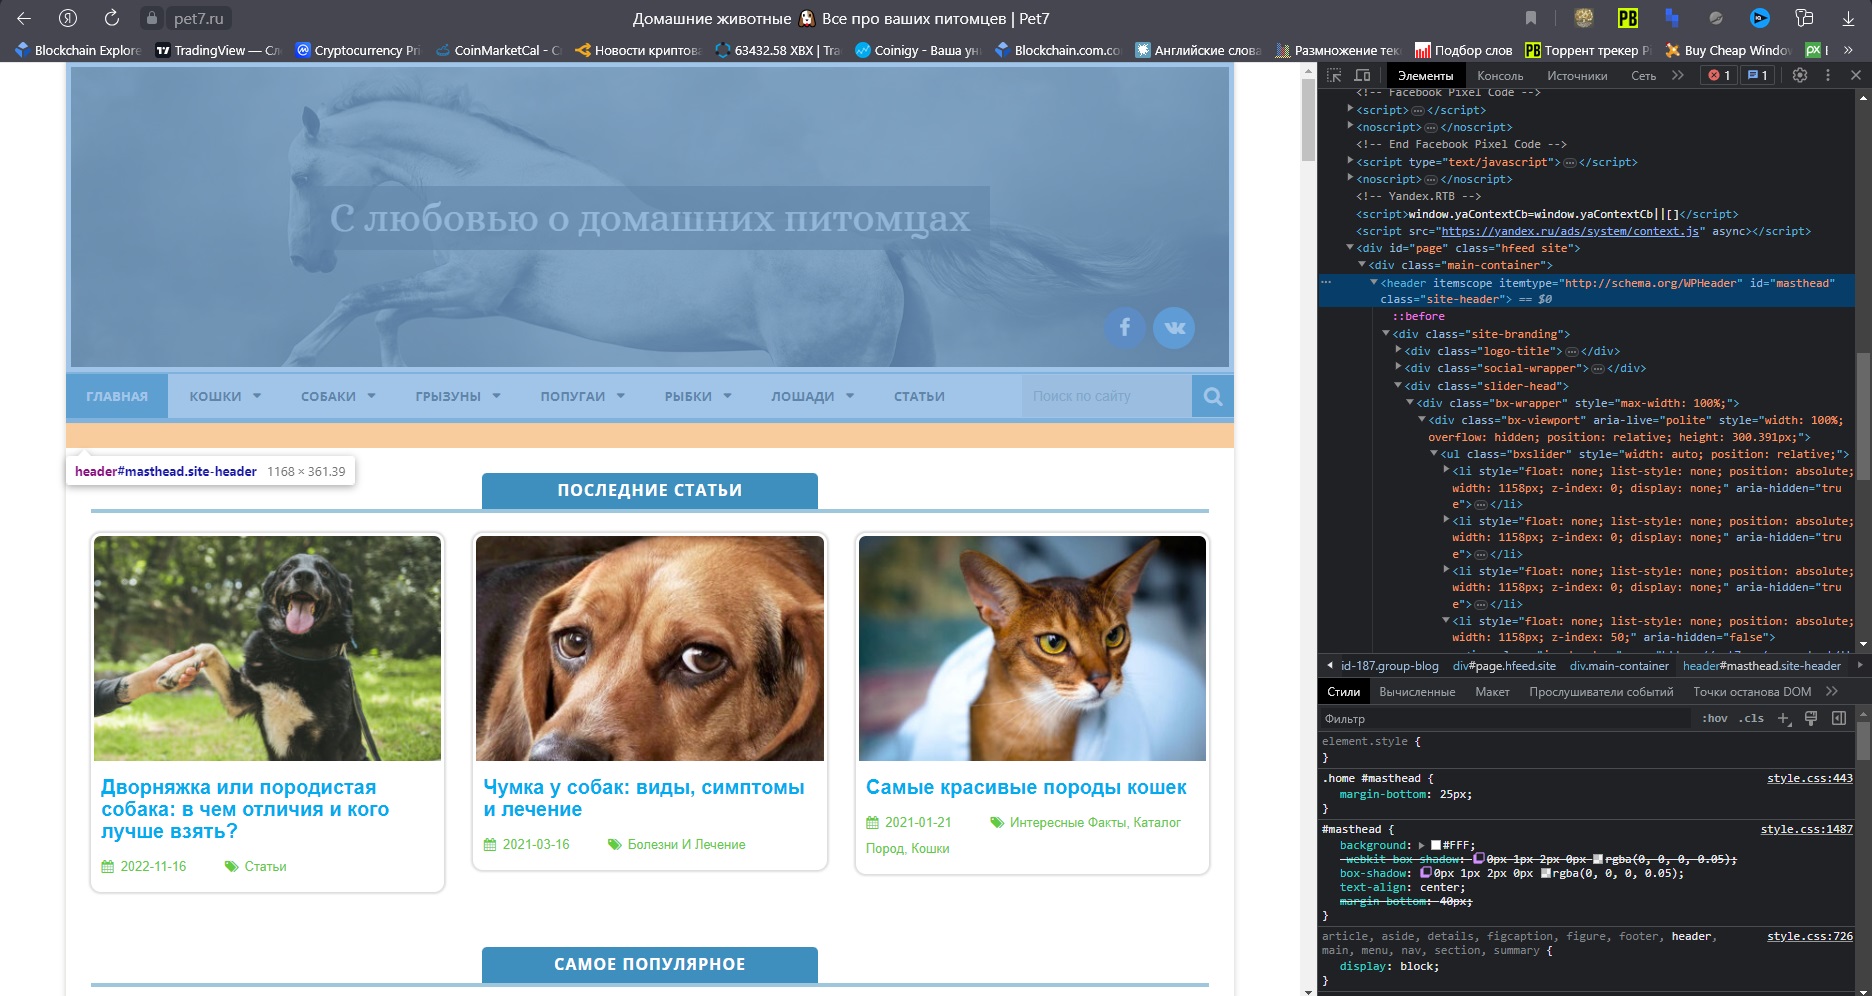 pet7.ru
Домашние животные Все про ваших питомцев | Pet7
Blockchain Explore
TradingView — Сл
Cryptocurrency Pri
CoinMarketCal - C
Новости криптова
63432.58 XBX | Tra
Coinigy - Ваша ун
Blockchain.com.co
Английские слова
Размножение тек
Подбор слов
Торрент трекер P
Buy Cheap Window
С любовью о домашних питомцах
ГЛАВНАЯ КОШКИ СОБАКИ ГРЫЗУНЫ ПОПУГАИ РЫБКИ ЛОШАДИ СТАТЬИ Поиск по сайту
header#masthead.site-header 1168 × 361.39
ПОСЛЕДНИЕ СТАТЬИ
Дворняжка или породистая
собака: в чем отличия и кого
лучше взять?
2022-11-16 Статьи
Чумка у собак: виды, симптомы
и лечение
2021-03-16 Болезни И Лечение
Самые красивые породы кошек
2021-01-21 Интересные Факты, Каталог
Пород, Кошки
САМОЕ ПОПУЛЯРНОЕ
Элементы Консоль Источники Сеть 1 1
<!-- Facebook Pixel Code -->
<script></script>
<noscript></noscript>
<!-- End Facebook Pixel Code -->
<script type="text/javascript"></script>
<noscript></noscript>
<!-- Yandex.RTB -->
<script>window.yaContextCb=window.yaContextCb||[]</script>
<script src="https://yandex.ru/ads/system/context.js" async></script>
<div id="page" class="hfeed site">
<div class="main-container">
<header itemscope itemtype="http://schema.org/WPHeader" id="masthead"
class="site-header"> == $0
::before
<div class="site-branding">
<div class="logo-title"></div>
<div class="social-wrapper"></div>
<div class="slider-head">
<div class="bx-wrapper" style="max-width: 100%;">
<div class="bx-viewport" aria-live="polite" style="width: 100%;
overflow: hidden; position: relative; height: 300.391px;">
<ul class="bxslider" style="width: auto; position: relative;">
<li style="float: none; list-style: none; position: absolute;
width: 1158px; z-index: 0; display: none;" aria-hidden="tru
e"></li>
<li style="float: none; list-style: none; position: absolute;
width: 1158px; z-index: 0; display: none;" aria-hidden="tru
e"></li>
<li style="float: none; list-style: none; position: absolute;
width: 1158px; z-index: 0; display: none;" aria-hidden="tru
e"></li>
<li style="float: none; list-style: none; position: absolute;
width: 1158px; z-index: 50;" aria-hidden="false">
id-187.group-blog div#page.hfeed.site div.main-container header#masthead.site-header
Стили Вычисленные Макет Прослушиватели событий Точки останова DOM
Фильтр :hov .cls
element.style {
}
.home #masthead { style.css:443
margin-bottom: 25px;
}
#masthead { style.css:1487
background: #FFF;
-webkit-box-shadow: 0px 1px 2px 0px rgba(0, 0, 0, 0.05);
box-shadow: 0px 1px 2px 0px rgba(0, 0, 0, 0.05);
text-align: center;
margin-bottom: 40px;
}
article, aside, details, figcaption, figure, footer, header, style.css:726
main, menu, nav, section, summary {
display: block;
}